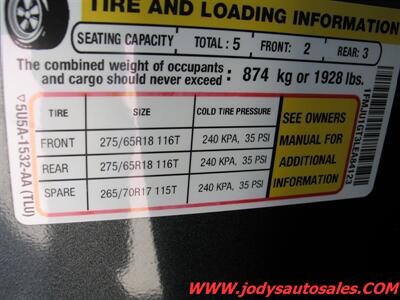 TIRE AND LOADING INFORMATION
SEATING CAPACITY TOTAL : 5 FRONT: 2 REAR: 3
The combined weight of occupants
and cargo should never exceed : 874 kg or 1928 lbs.
TIRE SIZE COLD TIRE PRESSURE
FRONT 275/65R18 116T 240 KPA, 35 PSI
REAR 275/65R18 116T 240 KPA, 35 PSI
SPARE 265/70R17 115T 240 KPA, 35 PSI
SEE OWNERS
MANUAL FOR
ADDITIONAL
INFORMATION
5U5A-1532-AA (TLU)
1FMJU1GT3LEA84123
www.jodysautosales.com